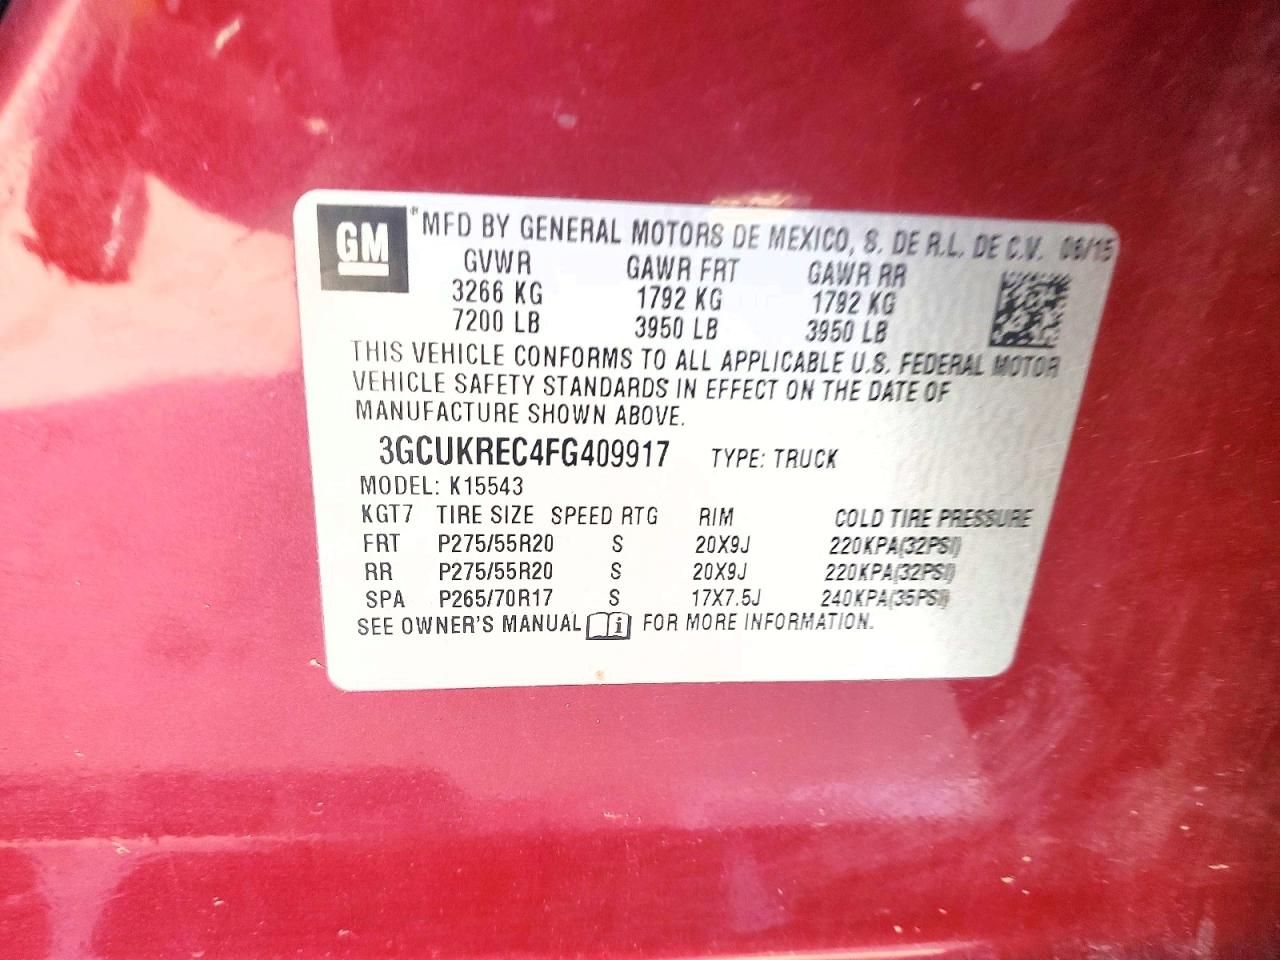 GM
MFD BY GENERAL MOTORS DE MEXICO, S. DE R.L. DE C.V. 06/15
GVWR GAWR FRT GAWR RR
3266 KG 1792 KG 1792 KG
7200 LB 3950 LB 3950 LB
THIS VEHICLE CONFORMS TO ALL APPLICABLE U.S. FEDERAL MOTOR
VEHICLE SAFETY STANDARDS IN EFFECT ON THE DATE OF
MANUFACTURE SHOWN ABOVE.
3GCUKREC4FG409917 TYPE: TRUCK
MODEL: K15543
KGT7 TIRE SIZE SPEED RTG RIM COLD TIRE PRESSURE
FRT P275/55R20 S 20X9J 220KPA(32PSI)
RR P275/55R20 S 20X9J 220KPA(32PSI)
SPA P265/70R17 S 17X7.5J 240KPA(35PSI)
SEE OWNER'S MANUAL i FOR MORE INFORMATION.